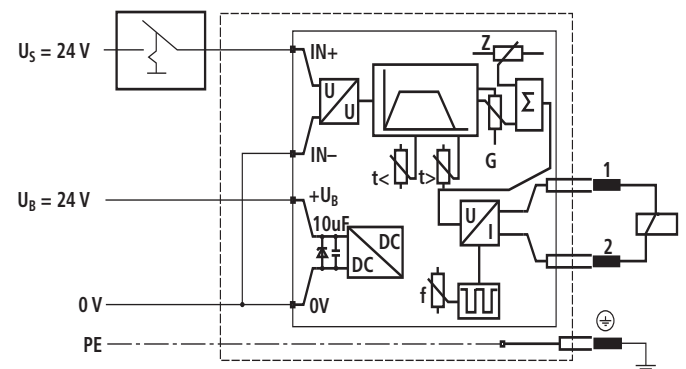 U_S = 24 V
IN+
Z
U
U
Σ
IN–
t<
t>
G
1
U_B = 24 V
+U_B
10uF
DC
DC
U
I
2
f
0 V
0V
PE